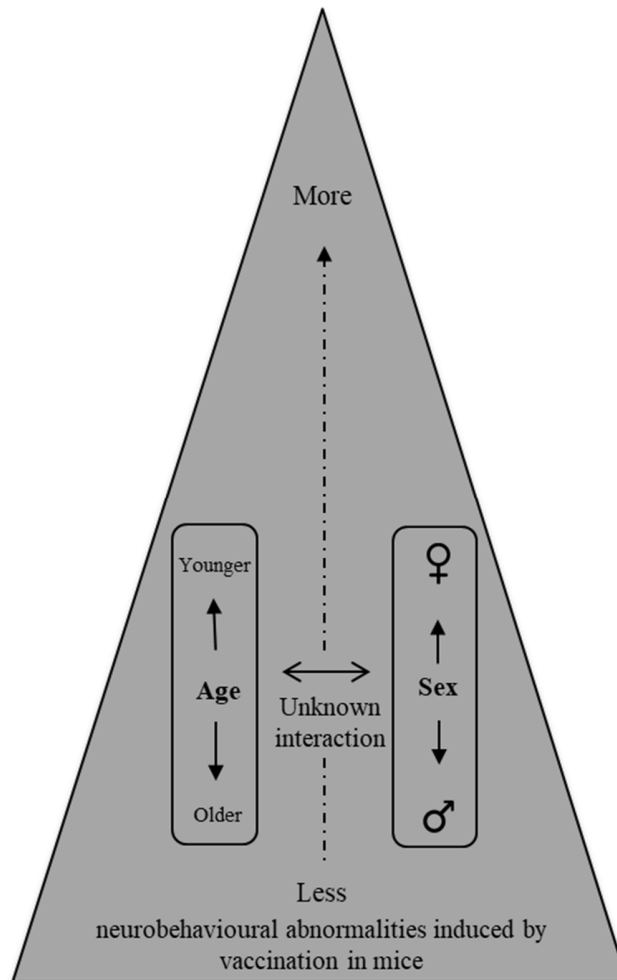 More
Younger
♀
Age
Sex
Unknown
interaction
Older
♂
Less
neurobehavioural abnormalities induced by
vaccination in mice